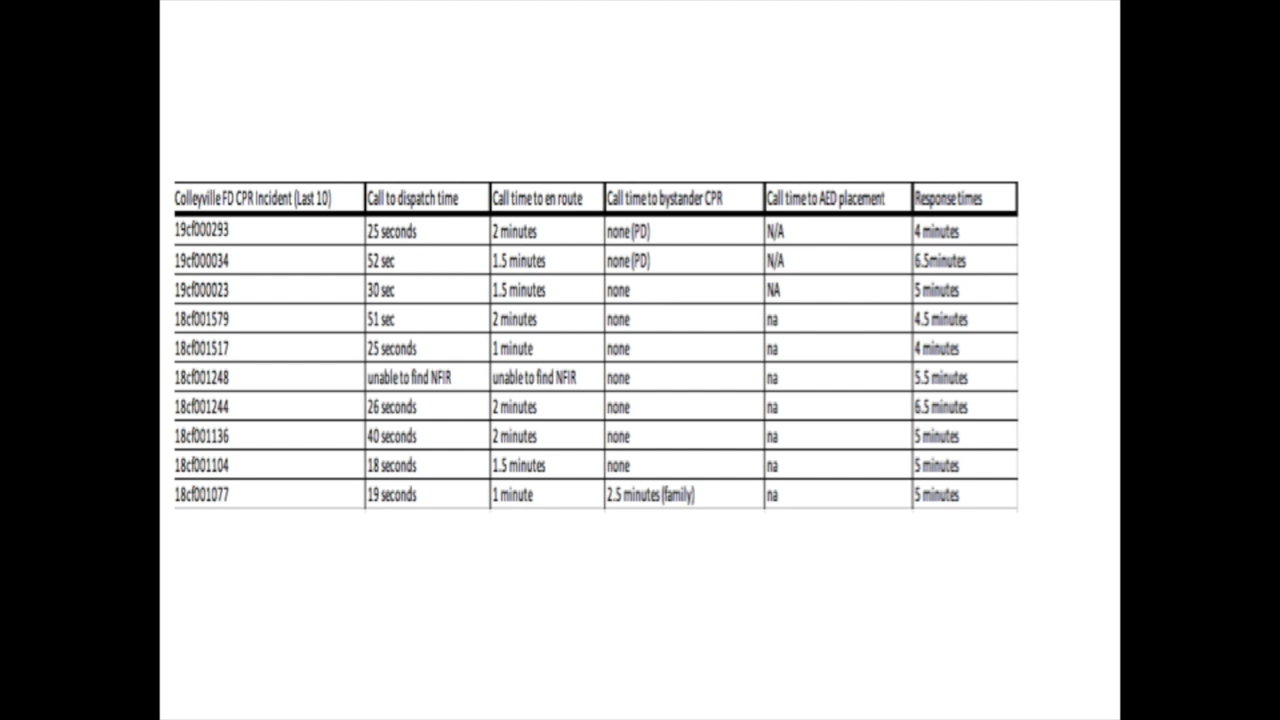 Colleyville FD CPR Incident (Last 10) Call to dispatch time Call time to en route Call time to bystander CPR Call time to AED placement Response times
19cf000293 25 seconds 2 minutes none (PD) N/A 4 minutes
19cf000034 52 sec 1.5 minutes none (PD) N/A 6.5minutes
19cf000023 30 sec 1.5 minutes none NA 5 minutes
18cf001579 51 sec 2 minutes none na 4.5 minutes
18cf001517 25 seconds 1 minute none na 4 minutes
18cf001248 unable to find NFIR unable to find NFIR none na 5.5 minutes
18cf001244 26 seconds 2 minutes none na 6.5 minutes
18cf001136 40 seconds 2 minutes none na 5 minutes
18cf001104 18 seconds 1.5 minutes none na 5 minutes
18cf001077 19 seconds 1 minute 2.5 minutes (family) na 5 minutes